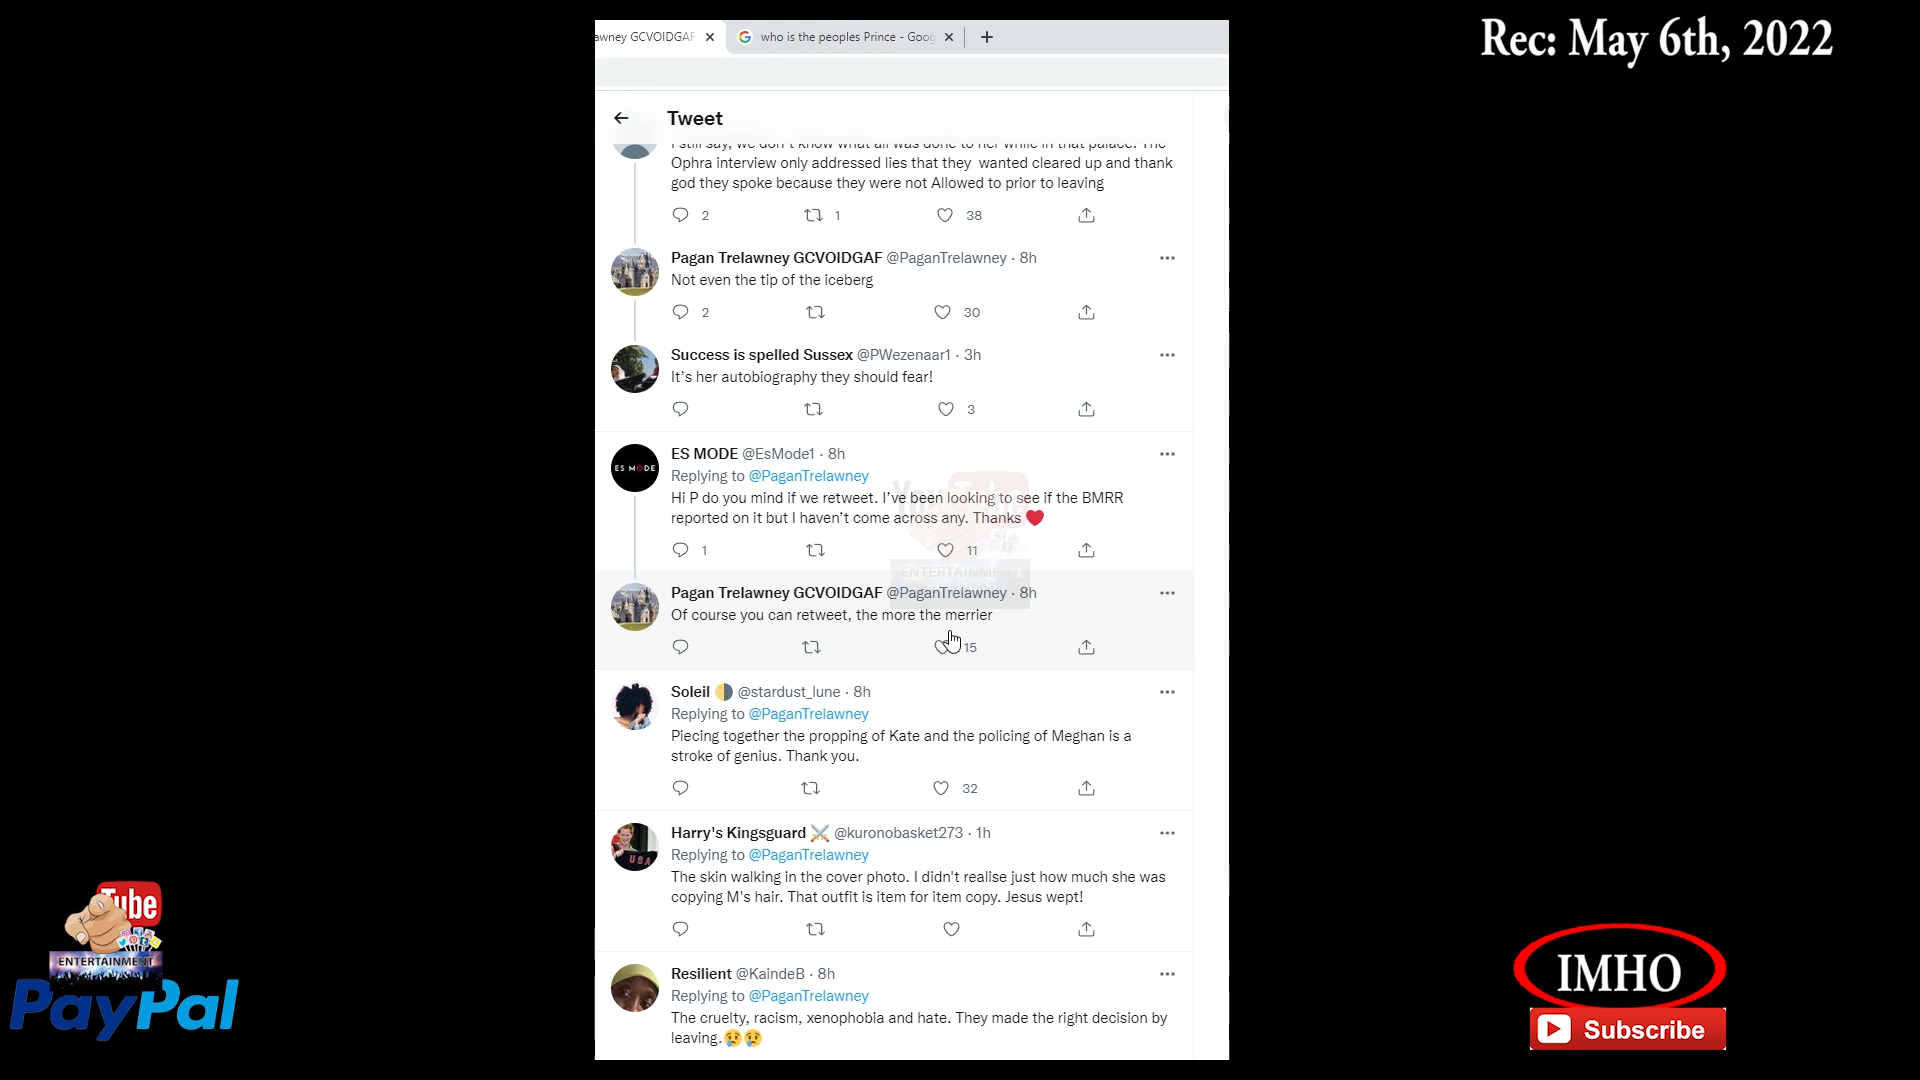 Rec: May 6th, 2022
awney GCVOIDGAF
who is the peoples Prince - Goog
Tweet
I still say, we don't know what all was done to her while in that palace. The
Ophra interview only addressed lies that they wanted cleared up and thank
god they spoke because they were not Allowed to prior to leaving
2 1 38
Pagan Trelawney GCVOIDGAF @PaganTrelawney · 8h
Not even the tip of the iceberg
2 30
Success is spelled Sussex @PWezenaar1 · 3h
It's her autobiography they should fear!
3
ES MODE
ES MODE @EsMode1 · 8h
Replying to @PaganTrelawney
Hi P do you mind if we retweet. I've been looking to see if the BMRR
reported on it but I haven't come across any. Thanks ❤️
1 11
YouTube
ENTERTAINMENT
Pagan Trelawney GCVOIDGAF @PaganTrelawney · 8h
Of course you can retweet, the more the merrier
15
Soleil 🌗 @stardust_lune · 8h
Replying to @PaganTrelawney
Piecing together the propping of Kate and the policing of Meghan is a
stroke of genius. Thank you.
32
USA
Harry's Kingsguard ⚔️ @kuronobasket273 · 1h
Replying to @PaganTrelawney
The skin walking in the cover photo. I didn't realise just how much she was
copying M's hair. That outfit is item for item copy. Jesus wept!
Resilient @KaindeB · 8h
Replying to @PaganTrelawney
The cruelty, racism, xenophobia and hate. They made the right decision by
leaving.😢😢
Tube
ENTERTAINMENT
PayPal
IMHO
Subscribe